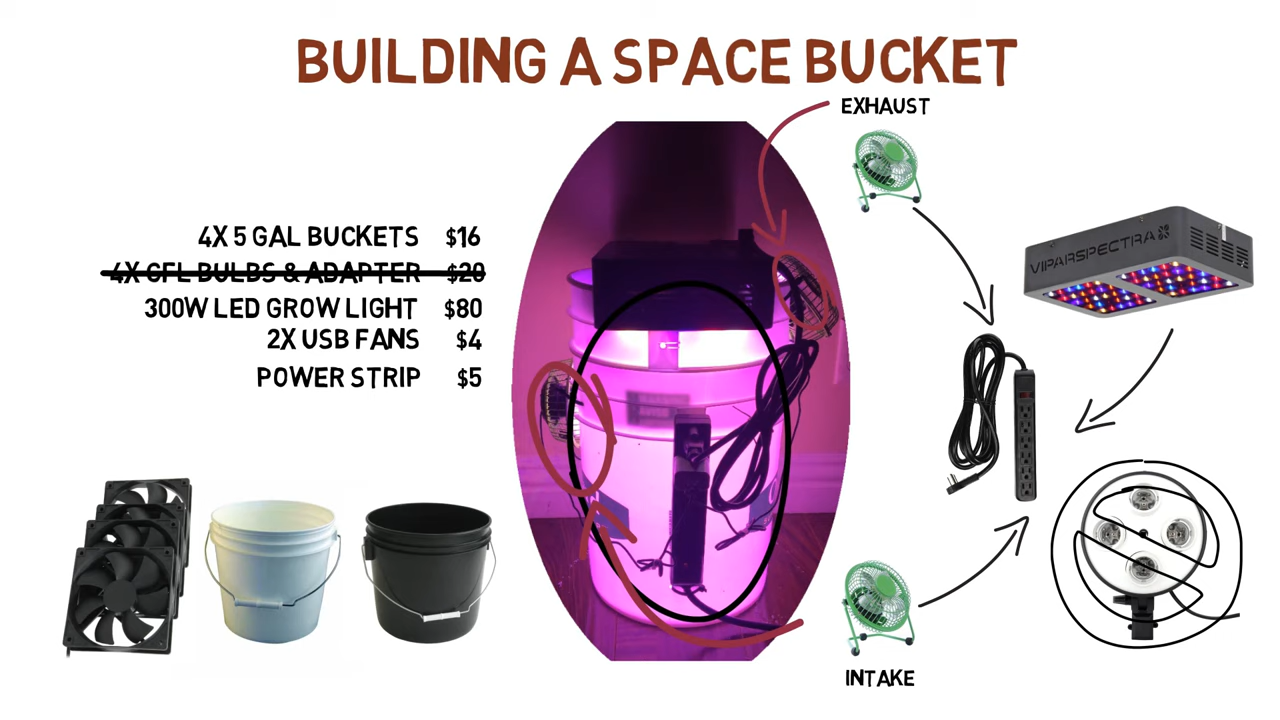 BUILDING A SPACE BUCKET
EXHAUST
4X 5 GAL BUCKETS $16
4X CFL BULBS & ADAPTER $20
300W LED GROW LIGHT $80
2X USB FANS $4
POWER STRIP $5
VIPARSPECTRA
INTAKE